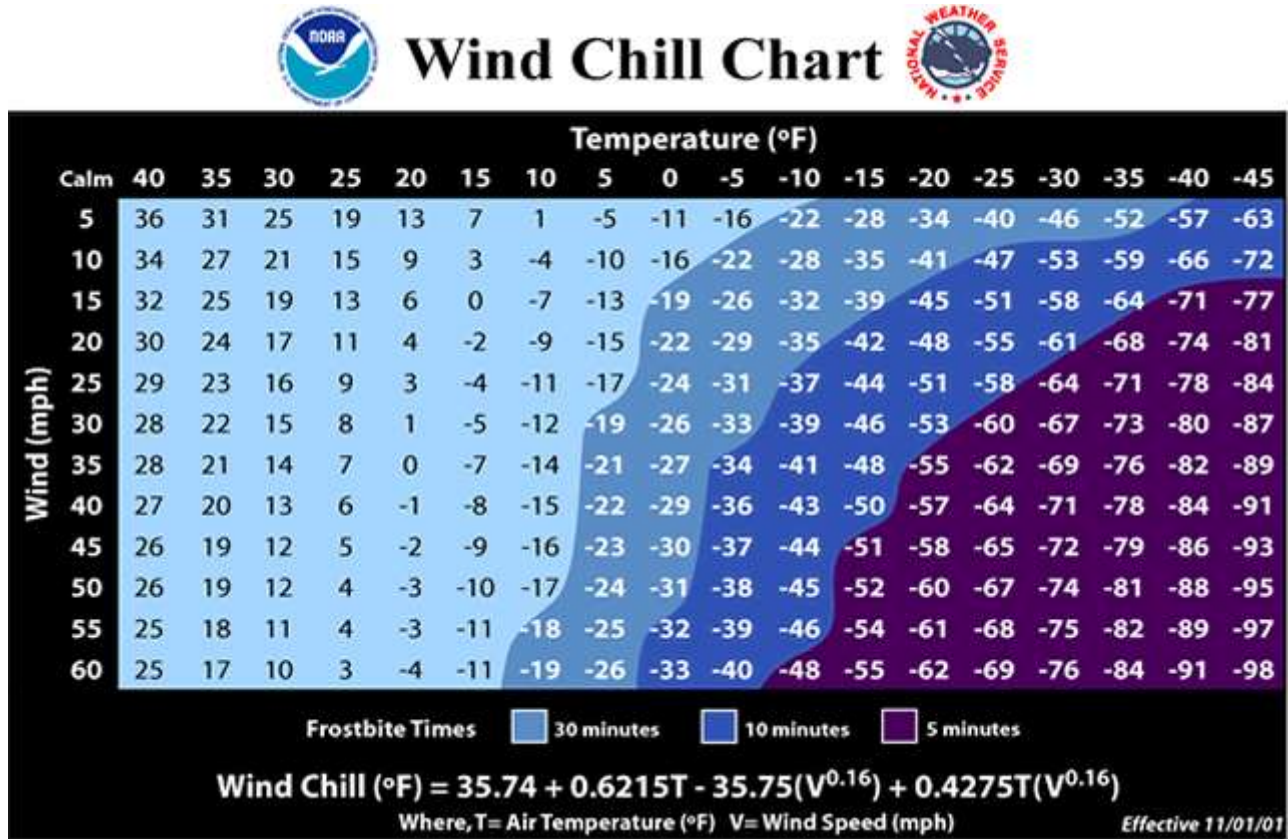 NOAA
Wind Chill Chart
NATIONAL WEATHER SERVICE
Temperature (ºF)
Calm 40 35 30 25 20 15 10 5 0 -5 -10 -15 -20 -25 -30 -35 -40 -45
5 36 31 25 19 13 7 1 -5 -11 -16 -22 -28 -34 -40 -46 -52 -57 -63
10 34 27 21 15 9 3 -4 -10 -16 -22 -28 -35 -41 -47 -53 -59 -66 -72
15 32 25 19 13 6 0 -7 -13 -19 -26 -32 -39 -45 -51 -58 -64 -71 -77
20 30 24 17 11 4 -2 -9 -15 -22 -29 -35 -42 -48 -55 -61 -68 -74 -81
25 29 23 16 9 3 -4 -11 -17 -24 -31 -37 -44 -51 -58 -64 -71 -78 -84
30 28 22 15 8 1 -5 -12 -19 -26 -33 -39 -46 -53 -60 -67 -73 -80 -87
35 28 21 14 7 0 -7 -14 -21 -27 -34 -41 -48 -55 -62 -69 -76 -82 -89
40 27 20 13 6 -1 -8 -15 -22 -29 -36 -43 -50 -57 -64 -71 -78 -84 -91
45 26 19 12 5 -2 -9 -16 -23 -30 -37 -44 -51 -58 -65 -72 -79 -86 -93
50 26 19 12 4 -3 -10 -17 -24 -31 -38 -45 -52 -60 -67 -74 -81 -88 -95
55 25 18 11 4 -3 -11 -18 -25 -32 -39 -46 -54 -61 -68 -75 -82 -89 -97
60 25 17 10 3 -4 -11 -19 -26 -33 -40 -48 -55 -62 -69 -76 -84 -91 -98
Wind (mph)
Frostbite Times 30 minutes 10 minutes 5 minutes
Wind Chill (ºF) = 35.74 + 0.6215T - 35.75(V^0.16) + 0.4275T(V^0.16)
Where, T= Air Temperature (ºF) V= Wind Speed (mph)
Effective 11/01/01